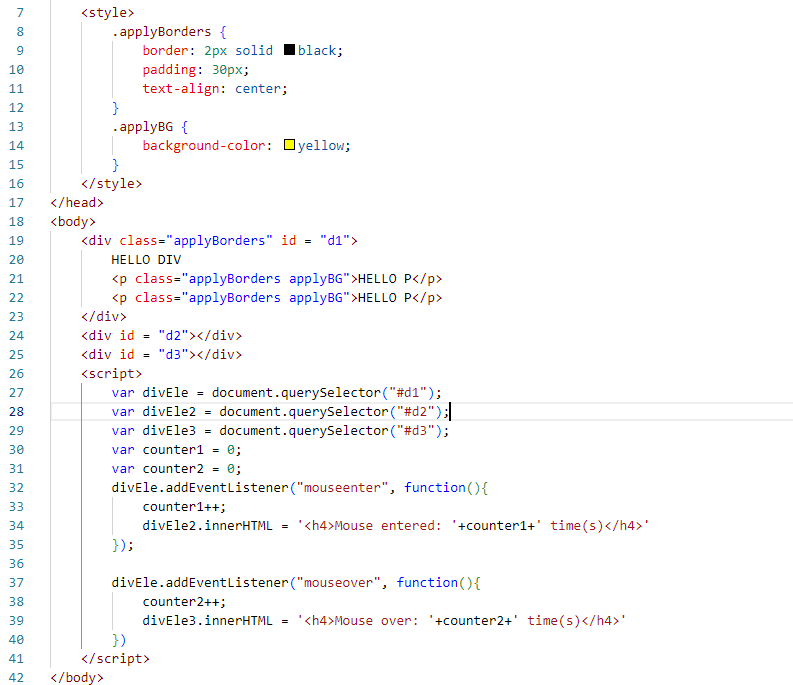 7 <style>
8 .applyBorders {
9 border: 2px solid black;
10 padding: 30px;
11 text-align: center;
12 }
13 .applyBG {
14 background-color: yellow;
15 }
16 </style>
17 </head>
18 <body>
19 <div class="applyBorders" id = "d1">
20 HELLO DIV
21 <p class="applyBorders applyBG">HELLO P</p>
22 <p class="applyBorders applyBG">HELLO P</p>
23 </div>
24 <div id = "d2"></div>
25 <div id = "d3"></div>
26 <script>
27 var divEle = document.querySelector("#d1");
28 var divEle2 = document.querySelector("#d2");
29 var divEle3 = document.querySelector("#d3");
30 var counter1 = 0;
31 var counter2 = 0;
32 divEle.addEventListener("mouseenter", function(){
33 counter1++;
34 divEle2.innerHTML = '<h4>Mouse entered: '+counter1+' time(s)</h4>'
35 });
36
37 divEle.addEventListener("mouseover", function(){
38 counter2++;
39 divEle3.innerHTML = '<h4>Mouse over: '+counter2+' time(s)</h4>'
40 })
41 </script>
42 </body>